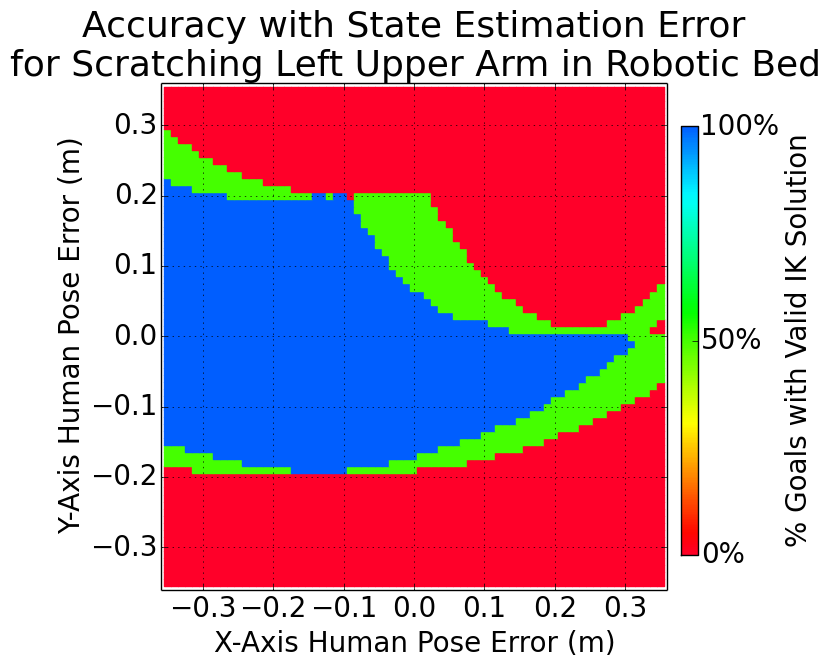 Accuracy with State Estimation Error
for Scratching Left Upper Arm in Robotic Bed
Y-Axis Human Pose Error (m)
0.3
0.2
0.1
0.0
−0.1
−0.2
−0.3
−0.3 −0.2 −0.1 0.0 0.1 0.2 0.3
X-Axis Human Pose Error (m)
100%
50%
0%
% Goals with Valid IK Solution